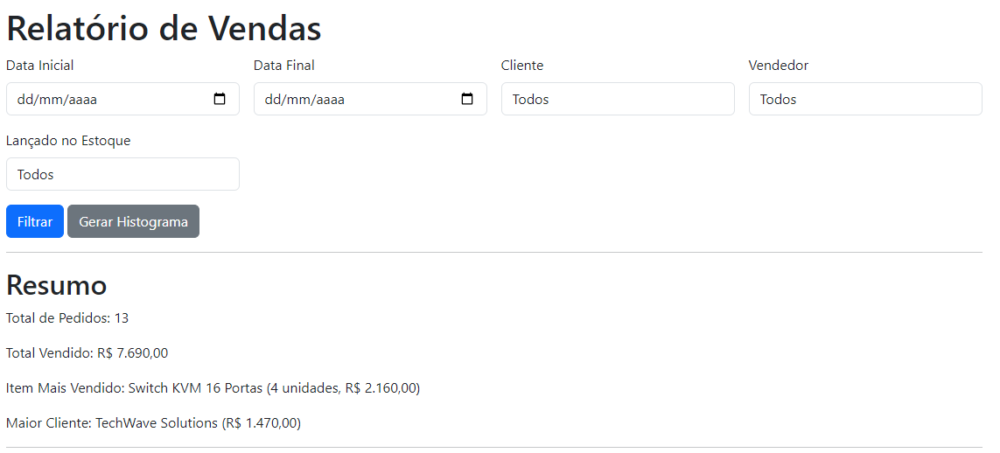 Relatório de Vendas
Data Inicial
Data Final
Cliente
Vendedor
dd/mm/aaaa
dd/mm/aaaa
Todos
Todos
Lançado no Estoque
Todos
Filtrar
Gerar Histograma
Resumo
Total de Pedidos: 13
Total Vendido: R$ 7.690,00
Item Mais Vendido: Switch KVM 16 Portas (4 unidades, R$ 2.160,00)
Maior Cliente: TechWave Solutions (R$ 1.470,00)